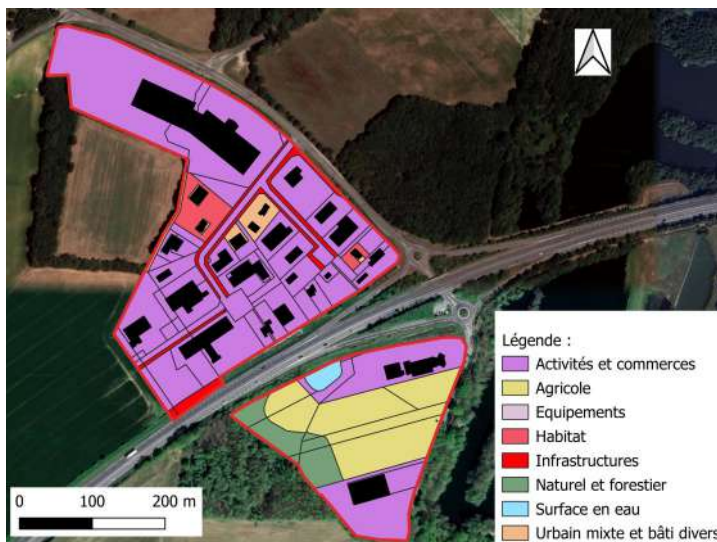 Légende :
Activités et commerces
Agricole
Equipements
Habitat
Infrastructures
Naturel et forestier
Surface en eau
Urbain mixte et bâti divers
0 100 200 m